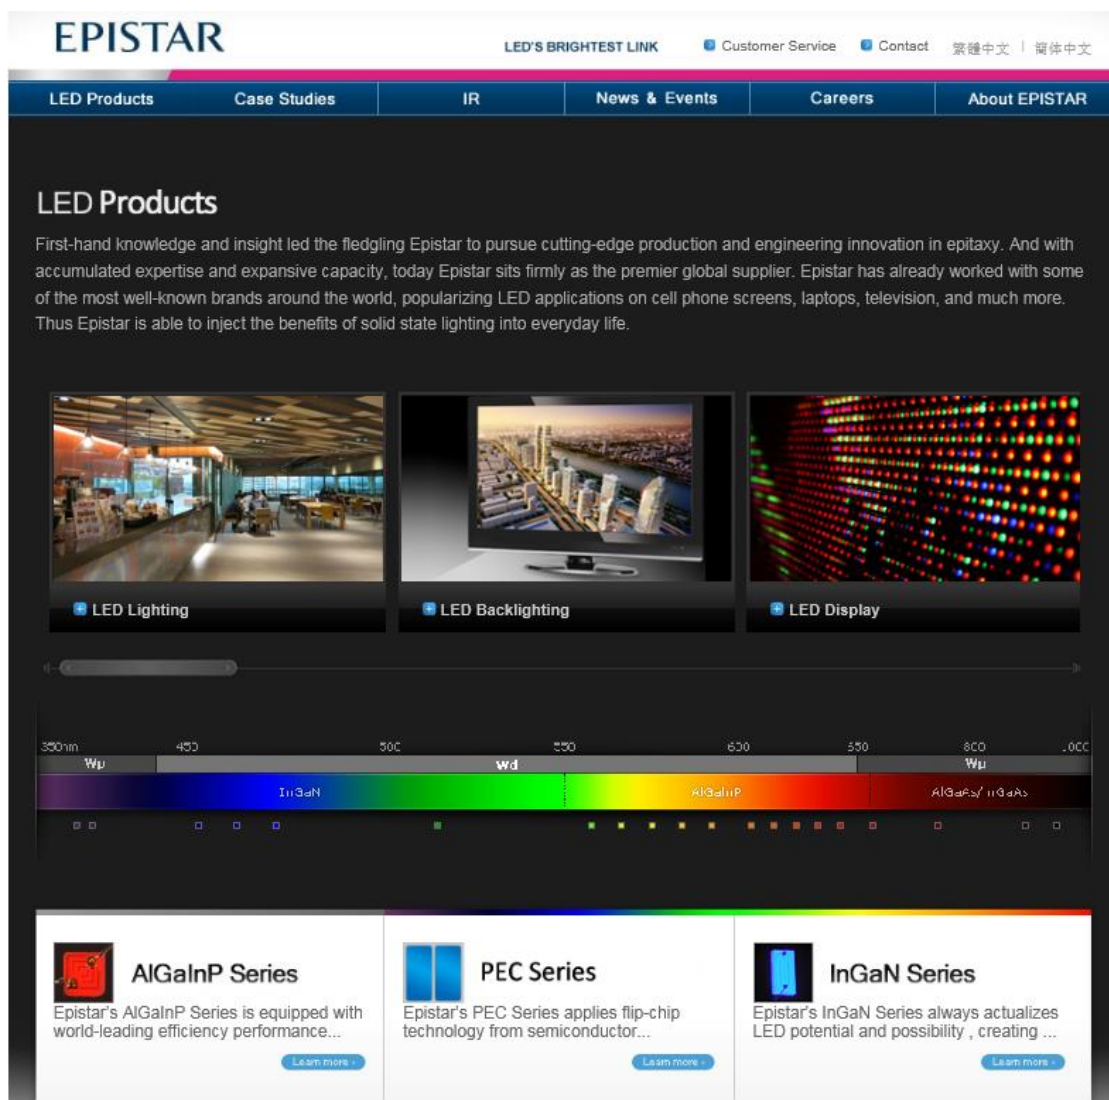 EPISTAR
LED'S BRIGHTEST LINK
Customer Service
Contact
繁體中文 | 簡体中文
LED Products
Case Studies
IR
News & Events
Careers
About EPISTAR
LED Products
First-hand knowledge and insight led the fledgling Epistar to pursue cutting-edge production and engineering innovation in epitaxy. And with
accumulated expertise and expansive capacity, today Epistar sits firmly as the premier global supplier. Epistar has already worked with some
of the most well-known brands around the world, popularizing LED applications on cell phone screens, laptops, television, and much more.
Thus Epistar is able to inject the benefits of solid state lighting into everyday life.
LED Lighting
LED Backlighting
LED Display
350nm 450 500 550 600 650 800 1000
Wd
InGaN AlGaInP AlGaAs/InGaAs
AlGaInP Series
Epistar's AlGaInP Series is equipped with
world-leading efficiency performance...
Learn more
PEC Series
Epistar's PEC Series applies flip-chip
technology from semiconductor...
Learn more
InGaN Series
Epistar's InGaN Series always actualizes
LED potential and possibility , creating ...
Learn more